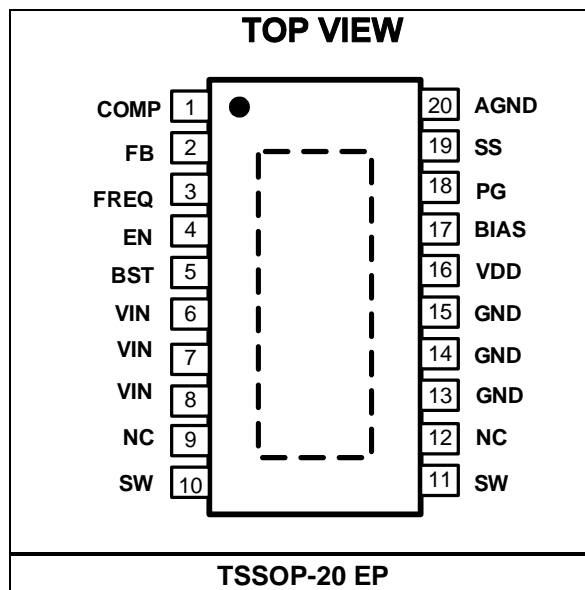 TOP VIEW
COMP 1 20 AGND
FB 2 19 SS
FREQ 3 18 PG
EN 4 17 BIAS
BST 5 16 VDD
VIN 6 15 GND
VIN 7 14 GND
VIN 8 13 GND
NC 9 12 NC
SW 10 11 SW
TSSOP-20 EP